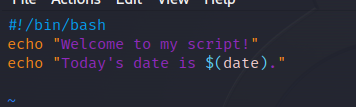 File Actions Edit View Help
#!/bin/bash
echo "Welcome to my script!"
echo "Today's date is $(date)."
~